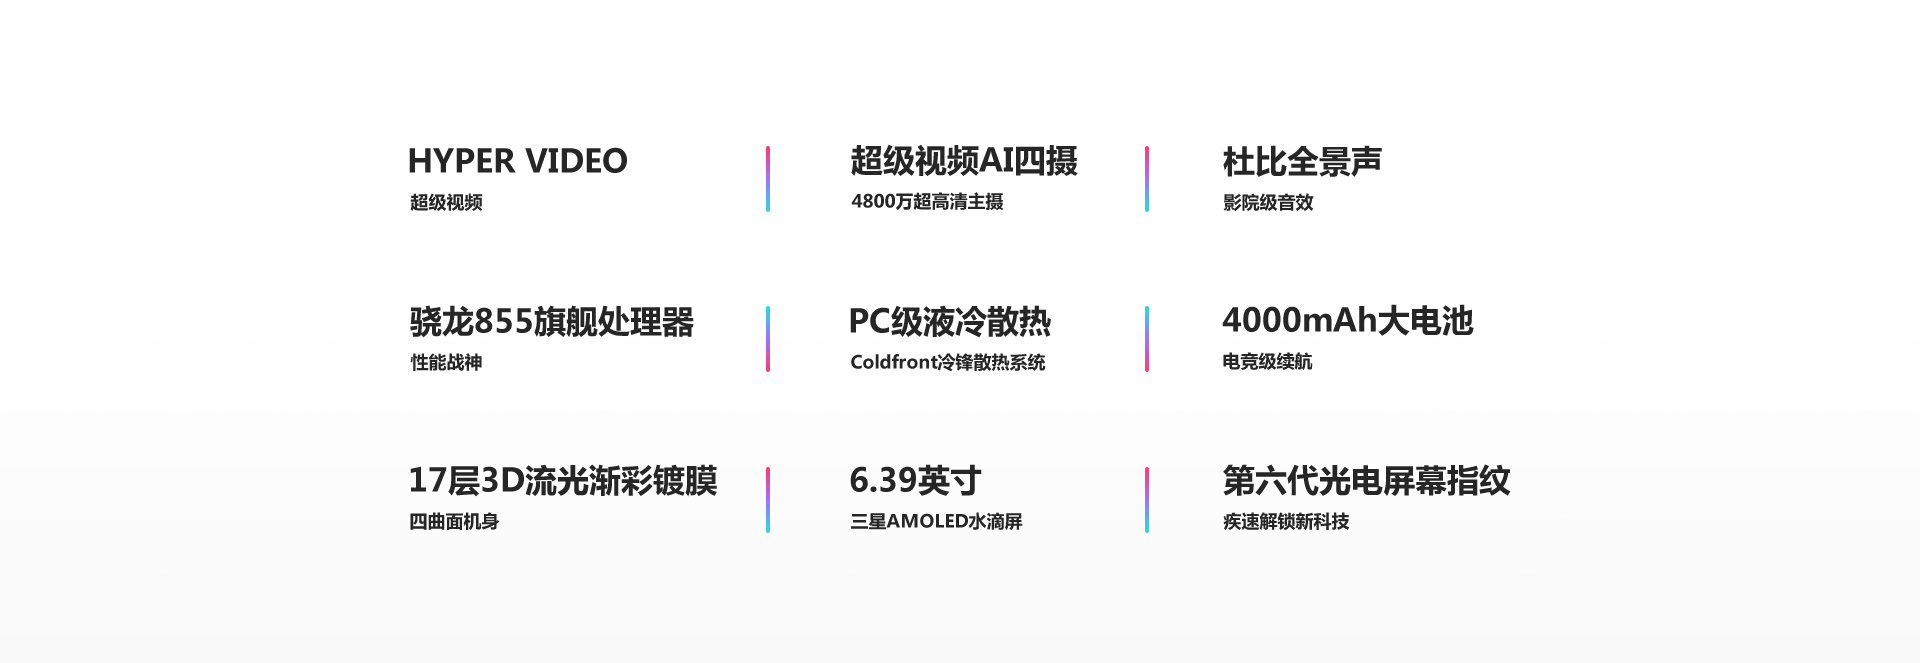 HYPER VIDEO
超级视频
超级视频AI四摄
4800万超高清主摄
杜比全景声
影院级音效
骁龙855旗舰处理器
性能战神
PC级液冷散热
Coldfront冷锋散热系统
4000mAh大电池
电竞级续航
17层3D流光渐彩镀膜
四曲面机身
6.39英寸
三星AMOLED水滴屏
第六代光电屏幕指纹
疾速解锁新科技